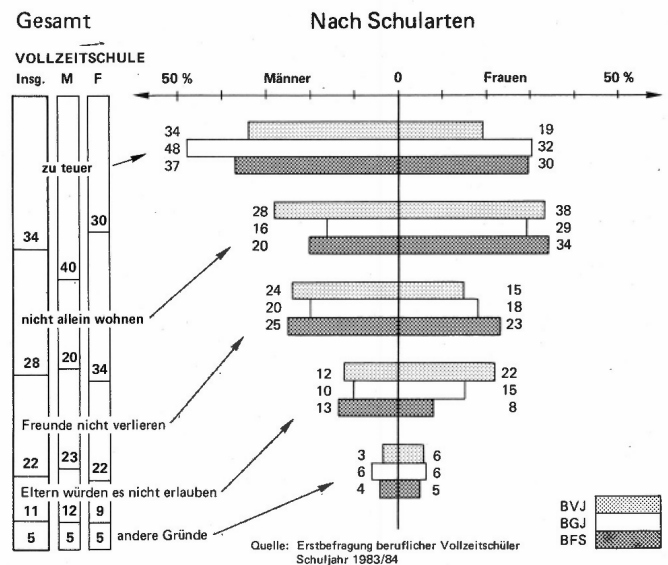 Gesamt
Nach Schularten
VOLLZEITSCHULE
Insg. M F
50 % Männer 0 Frauen 50 %
34 19
48 32
zu teuer
37 30
30
28 38
34
16 29
20 34
40
24 15
nicht allein wohnen
20 18
25 23
28 20 34
12 22
10 15
13 8
Freunde nicht verlieren
22 23 22
3 6
6 6
4 5
Eltern würden es nicht erlauben
11 12 9
5 5 5
andere Gründe
BVJ
BGJ
BFS
Quelle: Erstbefragung beruflicher Vollzeitschüler
Schuljahr 1983/84